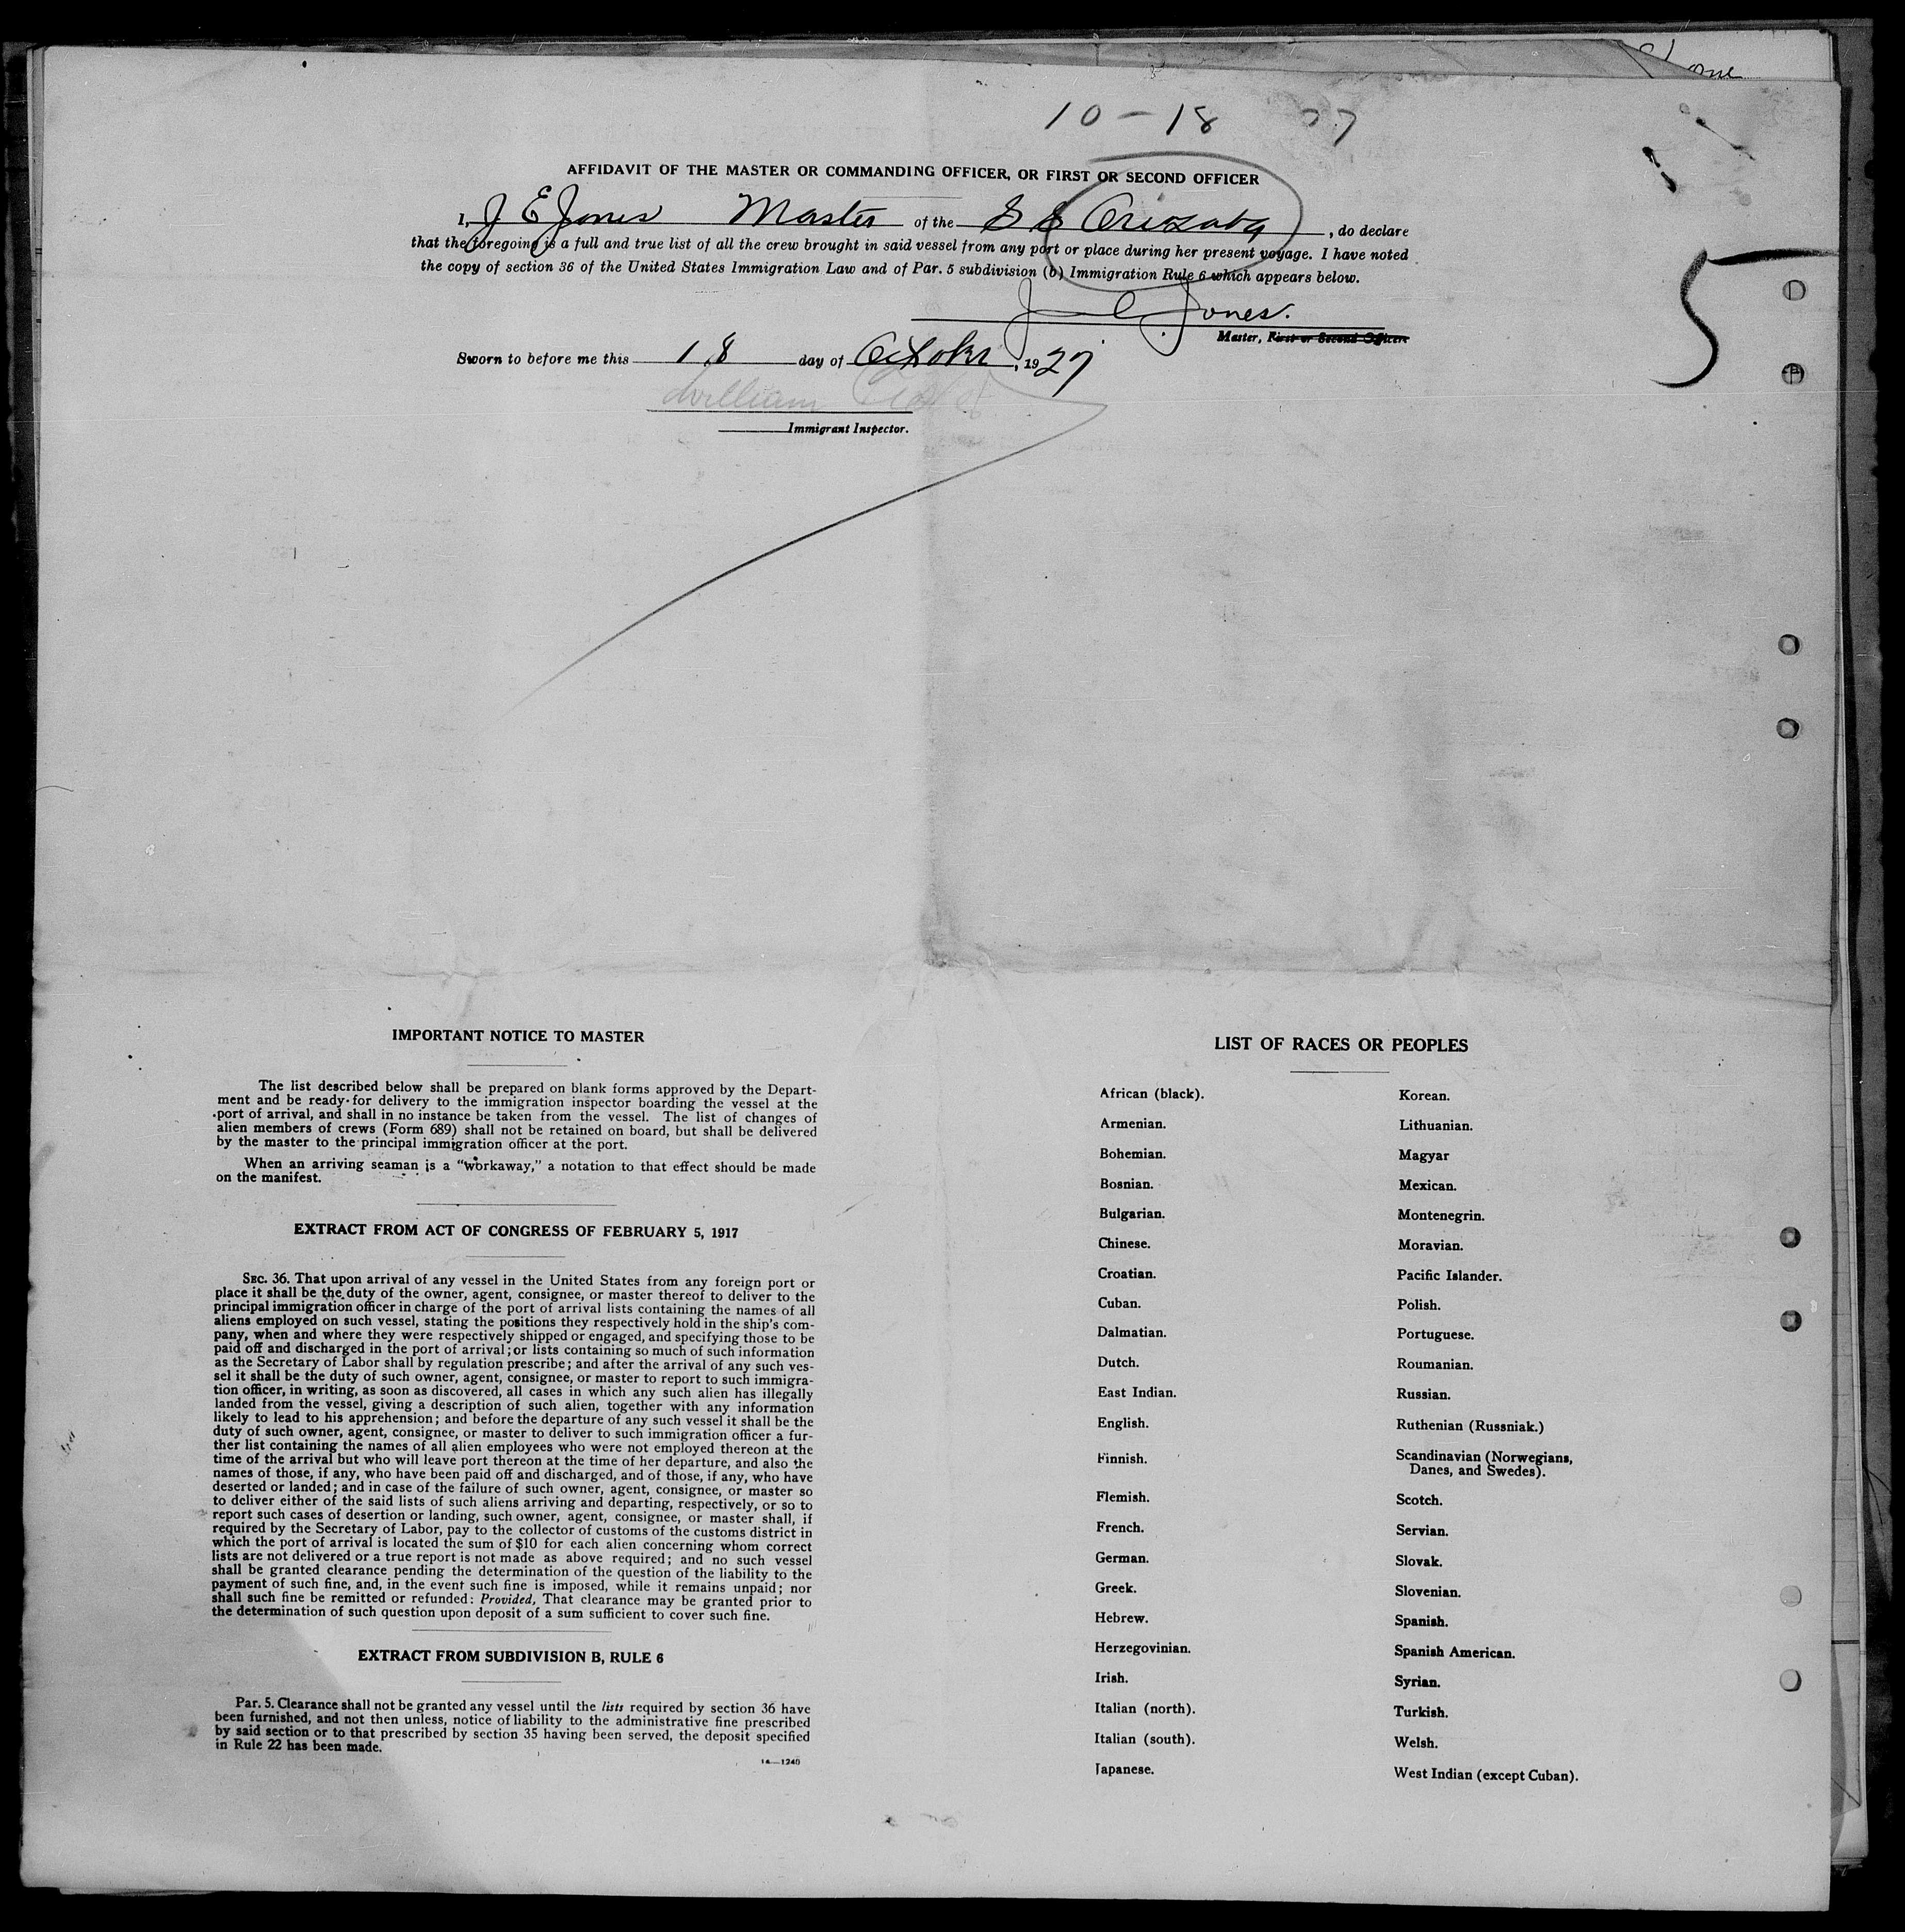 10-18 27
AFFIDAVIT OF THE MASTER OR COMMANDING OFFICER, OR FIRST OR SECOND OFFICER
I, J E Jones Master of the S S Orizaba, do declare
that the foregoing is a full and true list of all the crew brought in said vessel from any port or place during her present voyage. I have noted
the copy of section 36 of the United States Immigration Law and of Par. 5 subdivision (b) Immigration Rule 6 which appears below.
J E Jones.
Master, First or Second Officer.
5
Sworn to before me this 18 day of October, 1927
William
Immigrant Inspector.
IMPORTANT NOTICE TO MASTER
The list described below shall be prepared on blank forms approved by the Depart-
ment and be ready for delivery to the immigration inspector boarding the vessel at the
port of arrival, and shall in no instance be taken from the vessel. The list of changes of
alien members of crews (Form 689) shall not be retained on board, but shall be delivered
by the master to the principal immigration officer at the port.
When an arriving seaman is a "workaway," a notation to that effect should be made
on the manifest.
EXTRACT FROM ACT OF CONGRESS OF FEBRUARY 5, 1917
SEC. 36. That upon arrival of any vessel in the United States from any foreign port or
place it shall be the duty of the owner, agent, consignee, or master thereof to deliver to the
principal immigration officer in charge of the port of arrival lists containing the names of all
aliens employed on such vessel, stating the positions they respectively hold in the ship's com-
pany, when and where they were respectively shipped or engaged, and specifying those to be
paid off and discharged in the port of arrival; or lists containing so much of such information
as the Secretary of Labor shall by regulation prescribe; and after the arrival of any such ves-
sel it shall be the duty of such owner, agent, consignee, or master to report to such immigra-
tion officer, in writing, as soon as discovered, all cases in which any such alien has illegally
landed from the vessel, giving a description of such alien, together with any information
likely to lead to his apprehension; and before the departure of any such vessel it shall be the
duty of such owner, agent, consignee, or master to deliver to such immigration officer a fur-
ther list containing the names of all alien employees who were not employed thereon at the
time of the arrival but who will leave port thereon at the time of her departure, and also the
names of those, if any, who have been paid off and discharged, and of those, if any, who have
deserted or landed; and in case of the failure of such owner, agent, consignee, or master so
to deliver either of the said lists of such aliens arriving and departing, respectively, or so to
report such cases of desertion or landing, such owner, agent, consignee, or master shall, if
required by the Secretary of Labor, pay to the collector of customs of the customs district in
which the port of arrival is located the sum of $10 for each alien concerning whom correct
lists are not delivered or a true report is not made as above required; and no such vessel
shall be granted clearance pending the determination of the question of the liability to the
payment of such fine, and, in the event such fine is imposed, while it remains unpaid; nor
shall such fine be remitted or refunded: Provided, That clearance may be granted prior to
the determination of such question upon deposit of a sum sufficient to cover such fine.
EXTRACT FROM SUBDIVISION B, RULE 6
Par. 5. Clearance shall not be granted any vessel until the lists required by section 36 have
been furnished, and not then unless, notice of liability to the administrative fine prescribed
by said section or to that prescribed by section 35 having been served, the deposit specified
in Rule 22 has been made.
14—1240
LIST OF RACES OR PEOPLES
African (black).
Armenian.
Bohemian.
Bosnian.
Bulgarian.
Chinese.
Croatian.
Cuban.
Dalmatian.
Dutch.
East Indian.
English.
Finnish.
Flemish.
French.
German.
Greek.
Hebrew.
Herzegovinian.
Irish.
Italian (north).
Italian (south).
Japanese.
Korean.
Lithuanian.
Magyar
Mexican.
Montenegrin.
Moravian.
Pacific Islander.
Polish.
Portuguese.
Roumanian.
Russian.
Ruthenian (Russniak.)
Scandinavian (Norwegians,
Danes, and Swedes).
Scotch.
Servian.
Slovak.
Slovenian.
Spanish.
Spanish American.
Syrian.
Turkish.
Welsh.
West Indian (except Cuban).